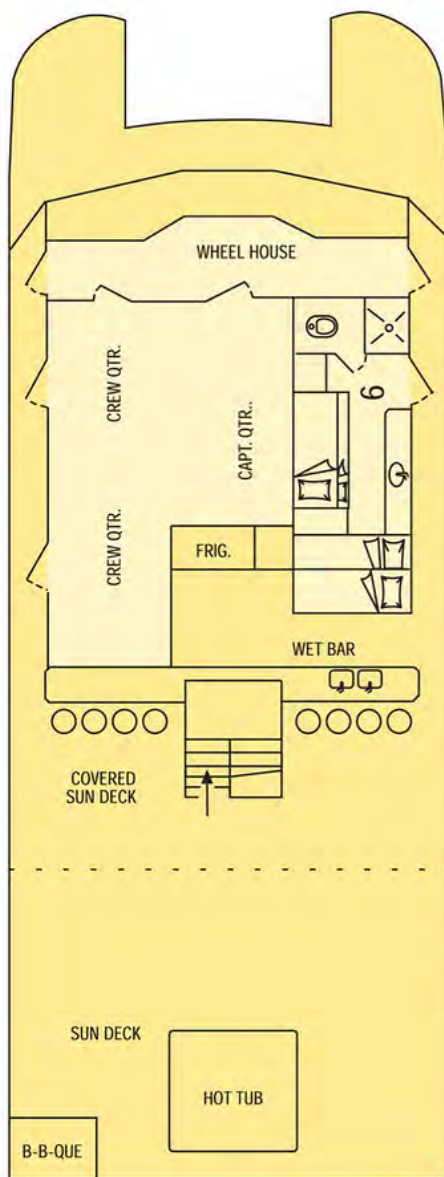 WHEEL HOUSE
CREW QTR.
CAPT. QTR..
9
CREW QTR.
FRIG.
WET BAR
COVERED
SUN DECK
SUN DECK
HOT TUB
B-B-QUE